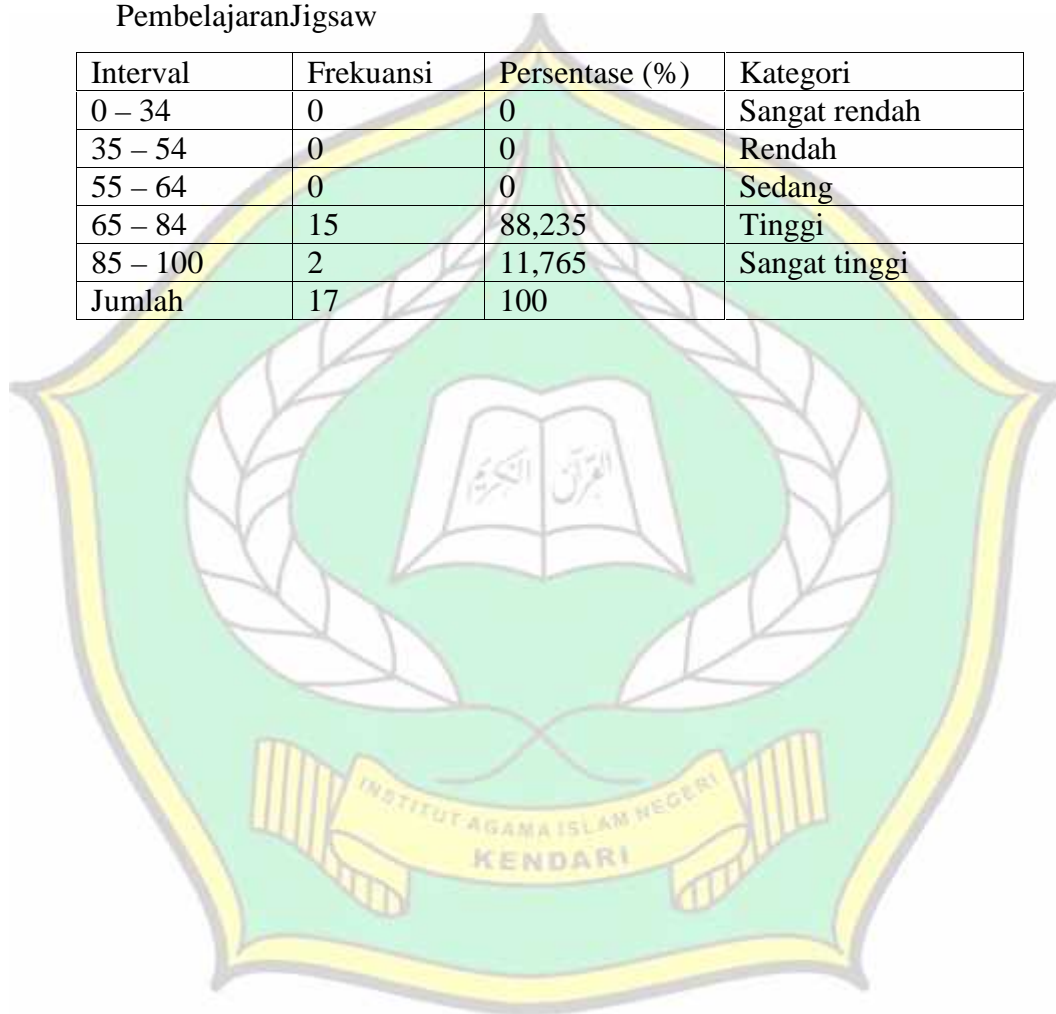 PembelajaranJigsaw
Interval Frekuansi Persentase (%) Kategori
0 – 34 0 0 Sangat rendah
35 – 54 0 0 Rendah
55 – 64 0 0 Sedang
65 – 84 15 88,235 Tinggi
85 – 100 2 11,765 Sangat tinggi
Jumlah 17 100
القرآن الكريم
INSTITUT AGAMA ISLAM NEGERI
KENDARI